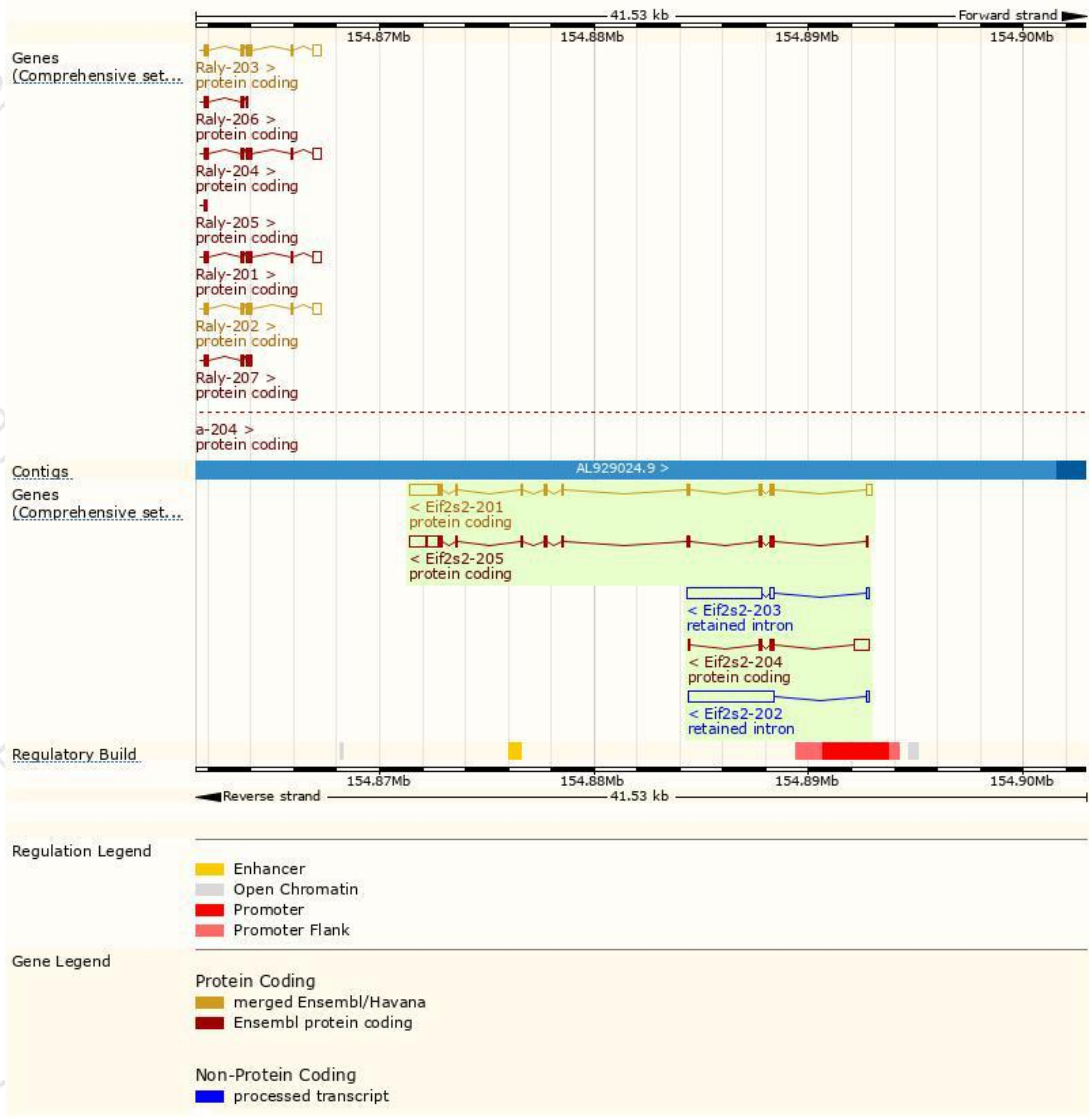 41.53 kb Forward strand
154.87Mb 154.88Mb 154.89Mb 154.90Mb
Genes
(Comprehensive set...
Raly-203 >
protein coding
Raly-206 >
protein coding
Raly-204 >
protein coding
Raly-205 >
protein coding
Raly-201 >
protein coding
Raly-202 >
protein coding
Raly-207 >
protein coding
a-204 >
protein coding
Contigs AL929024.9 >
Genes
(Comprehensive set...
< Eif2s2-201
protein coding
< Eif2s2-205
protein coding
< Eif2s2-203
retained intron
< Eif2s2-204
protein coding
< Eif2s2-202
retained intron
Regulatory Build
154.87Mb 154.88Mb 154.89Mb 154.90Mb
Reverse strand 41.53 kb
Regulation Legend
Enhancer
Open Chromatin
Promoter
Promoter Flank
Gene Legend
Protein Coding
merged Ensembl/Havana
Ensembl protein coding
Non-Protein Coding
processed transcript